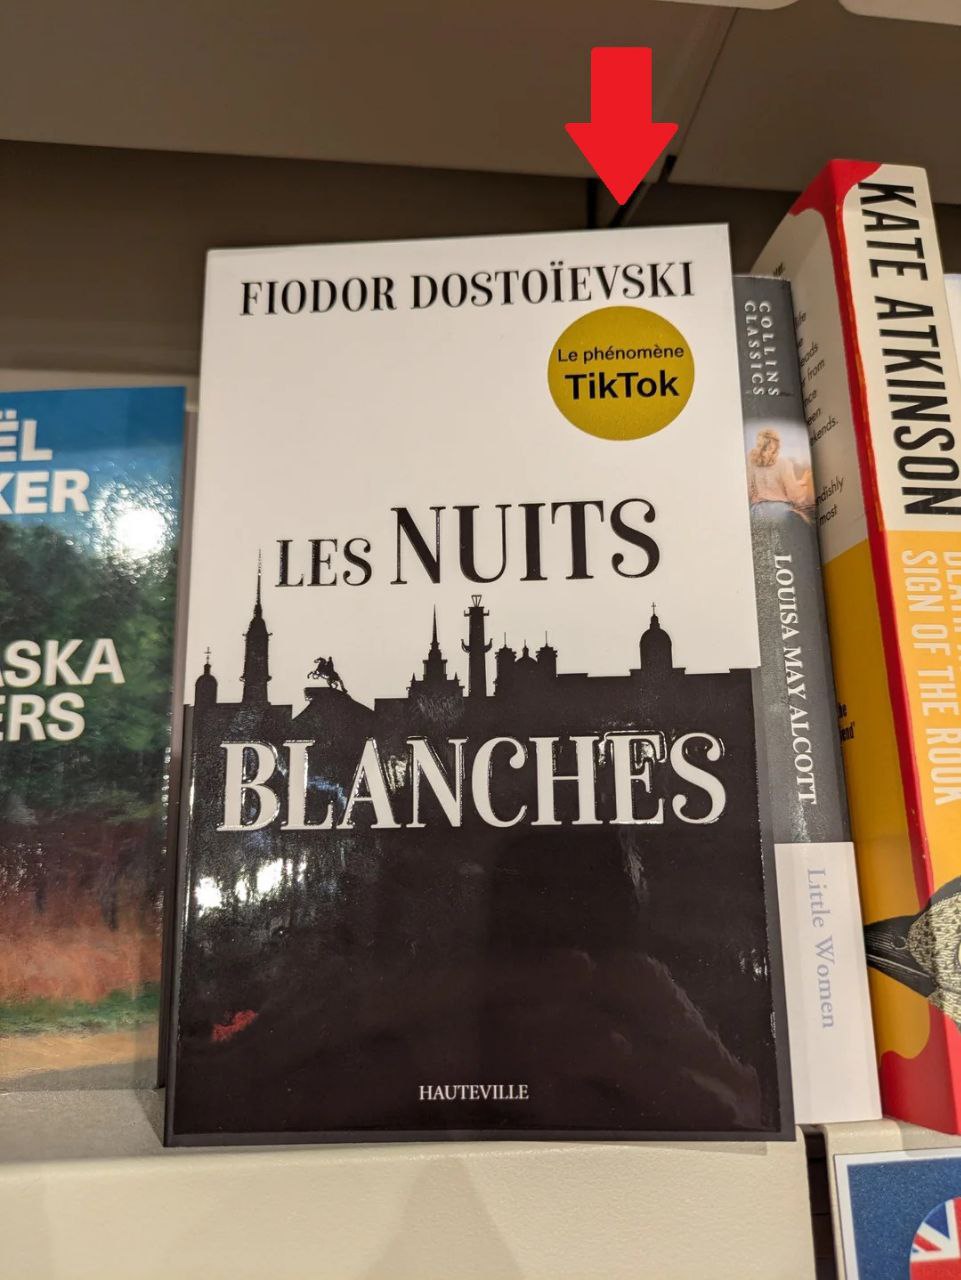 FIODOR DOSTOÏEVSKI
Le phénomène
TikTok
LES NUITS
BLANCHES
HAUTEVILLE
ËL
KER
ASKA
ERS
COLLINS
CLASSICS
LOUISA MAY ALCOTT
Little Women
KATE ATKINSON
SIGN OF THE ROOK